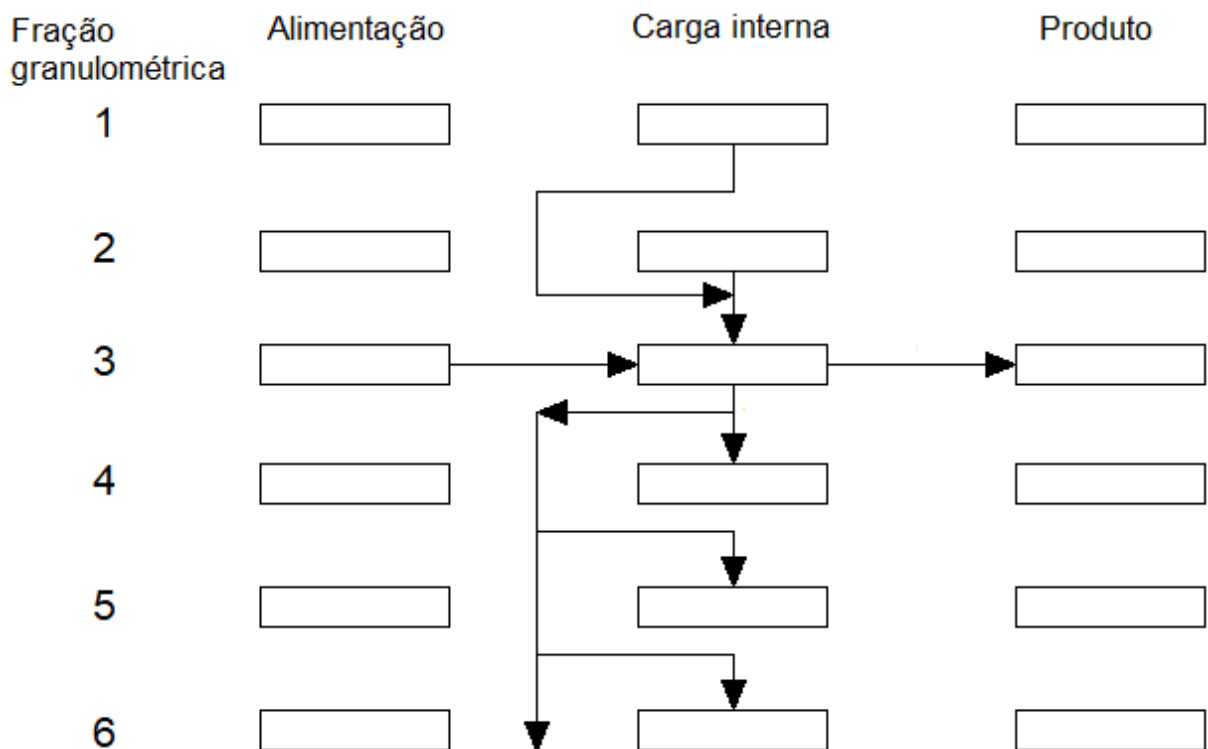 Fração
granulométrica
Alimentação
Carga interna
Produto
1
2
3
4
5
6